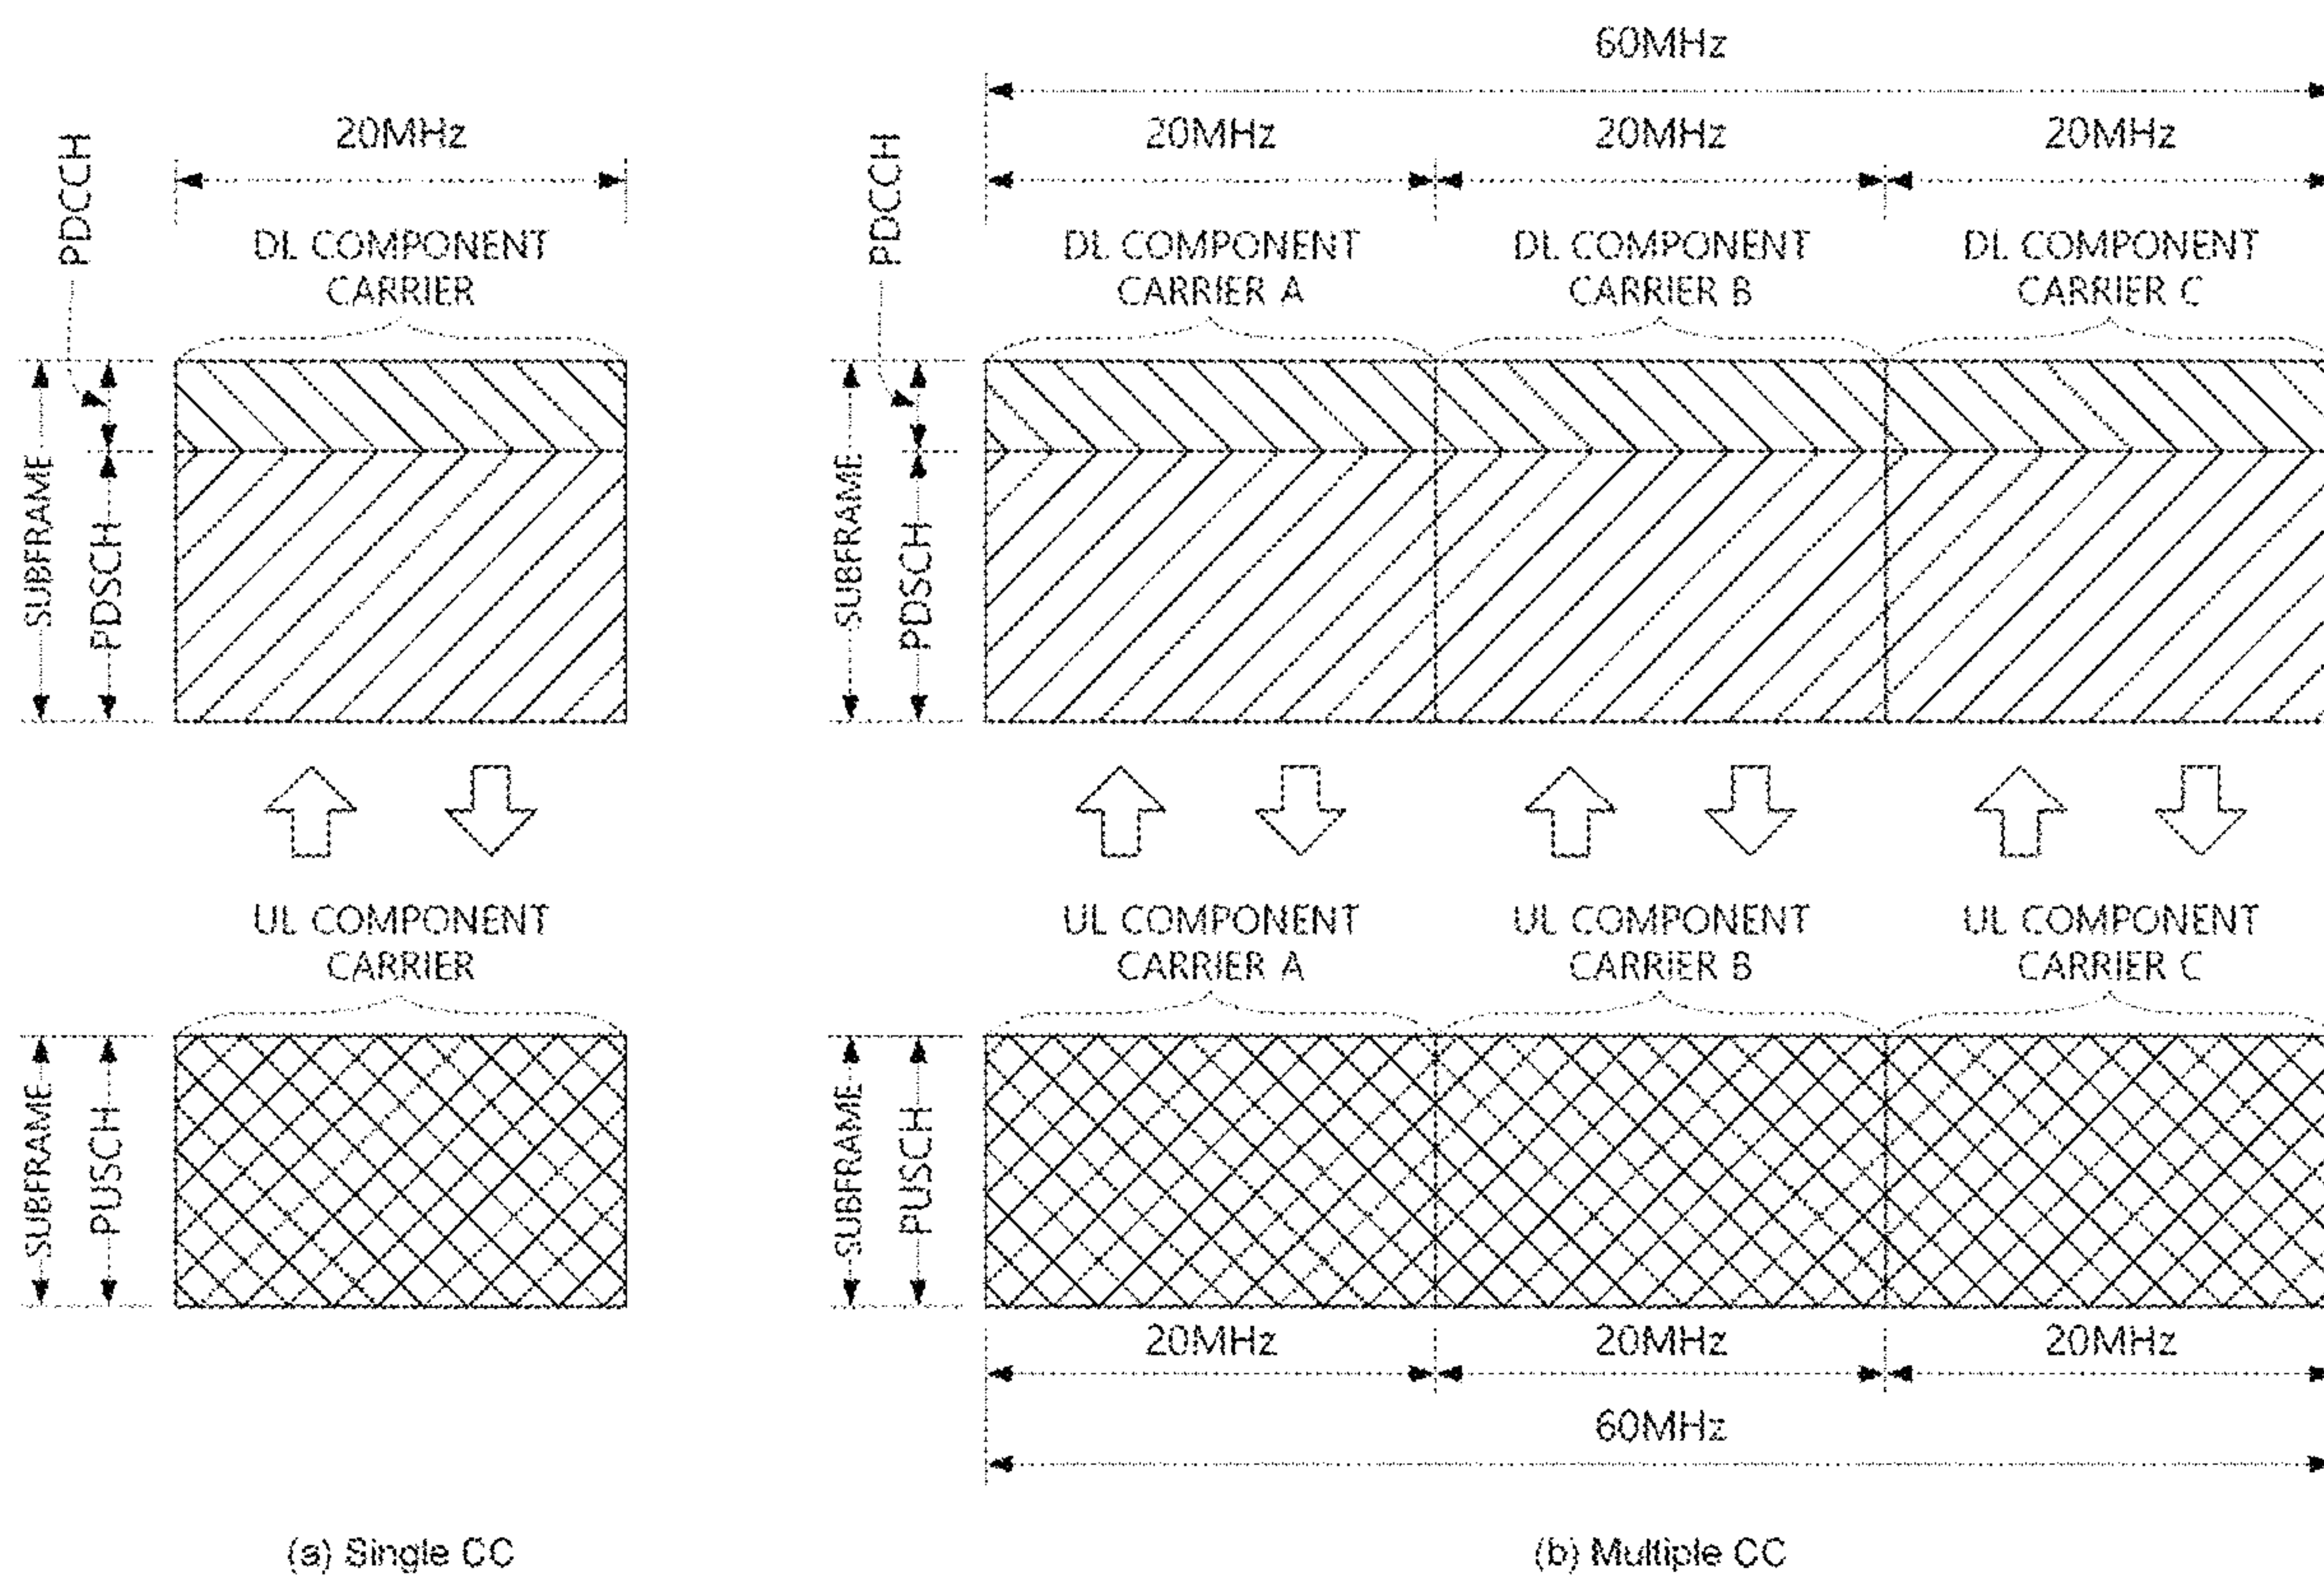 60MHz
20MHz
20MHz
20MHz
20MHz
PDCCH
PDCCH
DL COMPONENT
CARRIER
DL COMPONENT
CARRIER A
DL COMPONENT
CARRIER B
DL COMPONENT
CARRIER C
SUBFRAME
PDSCH
SUBFRAME
PDSCH
UL COMPONENT
CARRIER
UL COMPONENT
CARRIER A
UL COMPONENT
CARRIER B
UL COMPONENT
CARRIER C
SUBFRAME
PUSCH
SUBFRAME
PUSCH
20MHz
20MHz
20MHz
60MHz
(a) Single CC
(b) Multiple CC